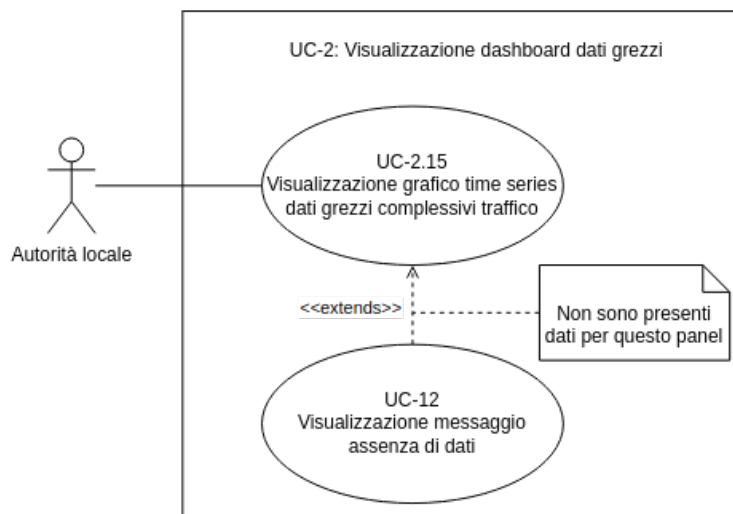 UC-2: Visualizzazione dashboard dati grezzi
UC-2.15
Visualizzazione grafico time series
dati grezzi complessivi traffico
Autorità locale
<<extends>>
Non sono presenti
dati per questo panel
UC-12
Visualizzazione messaggio
assenza di dati